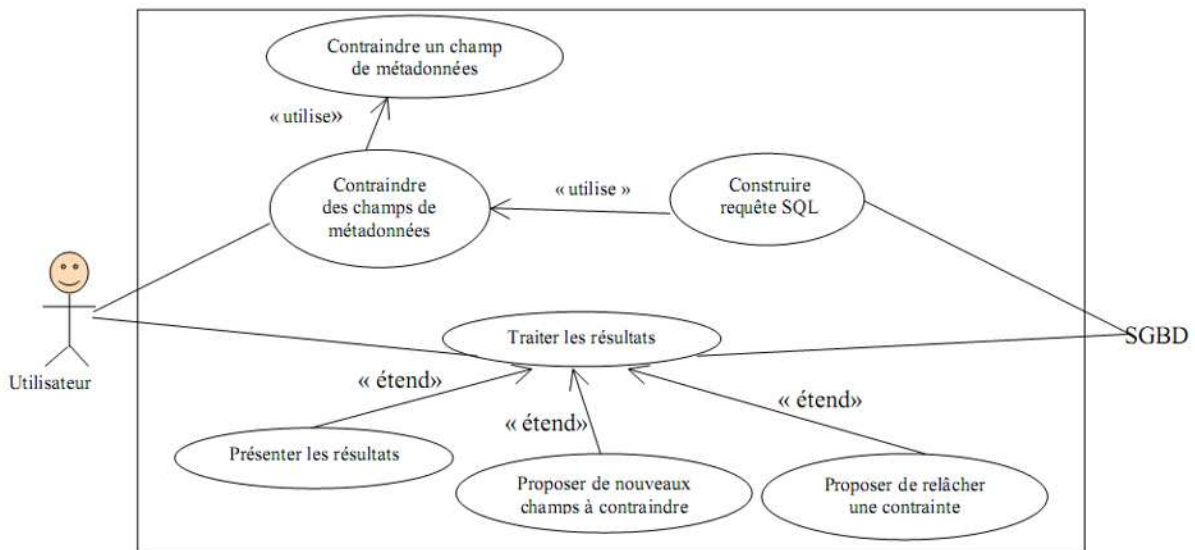 Contraindre un champ
de métadonnées
« utilise»
Contraindre
des champs de
métadonnées
« utilise »
Construire
requête SQL
Utilisateur
Traiter les résultats
SGBD
« étend»
« étend»
« étend»
Présenter les résultats
Proposer de nouveaux
champs à contraindre
Proposer de relâcher
une contrainte